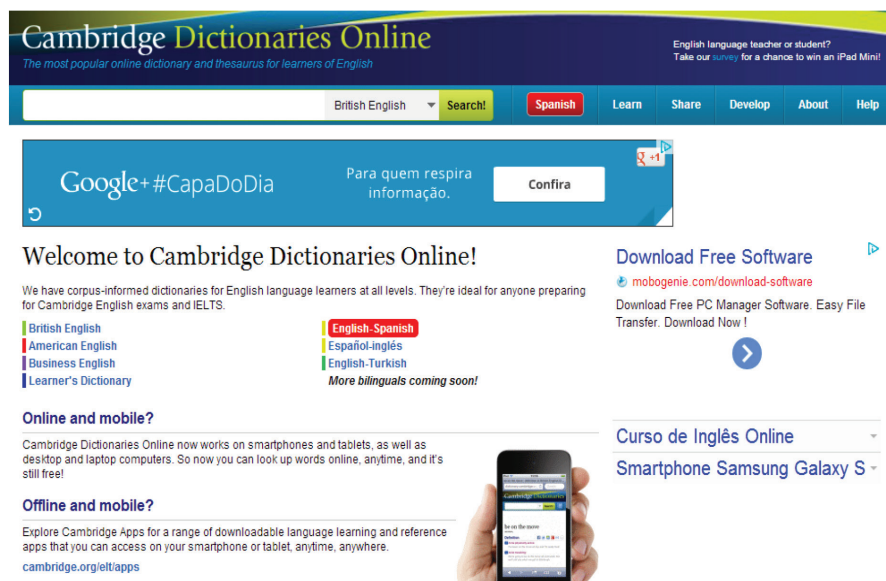 Cambridge Dictionaries Online
The most popular online dictionary and thesaurus for learners of English
English language teacher or student?
Take our survey for a chance to win an iPad Mini!
British English
Search!
Spanish
Learn
Share
Develop
About
Help
Google+ #CapaDoDia
Para quem respira
informação.
Confira
g +1
Welcome to Cambridge Dictionaries Online!
We have corpus-informed dictionaries for English language learners at all levels. They're ideal for anyone preparing
for Cambridge English exams and IELTS.
British English
American English
Business English
Learner's Dictionary
English-Spanish
Español-inglés
English-Turkish
More bilinguals coming soon!
Online and mobile?
Cambridge Dictionaries Online now works on smartphones and tablets, as well as
desktop and laptop computers. So now you can look up words online, anytime, and it's
still free!
Offline and mobile?
Explore Cambridge Apps for a range of downloadable language learning and reference
apps that you can access on your smartphone or tablet, anytime, anywhere.
cambridge.org/elt/apps
Cambridge Dictionaries
be on the move
Download Free Software
mobogenie.com/download-software
Download Free PC Manager Software. Easy File
Transfer. Download Now !
Curso de Inglês Online
Smartphone Samsung Galaxy S